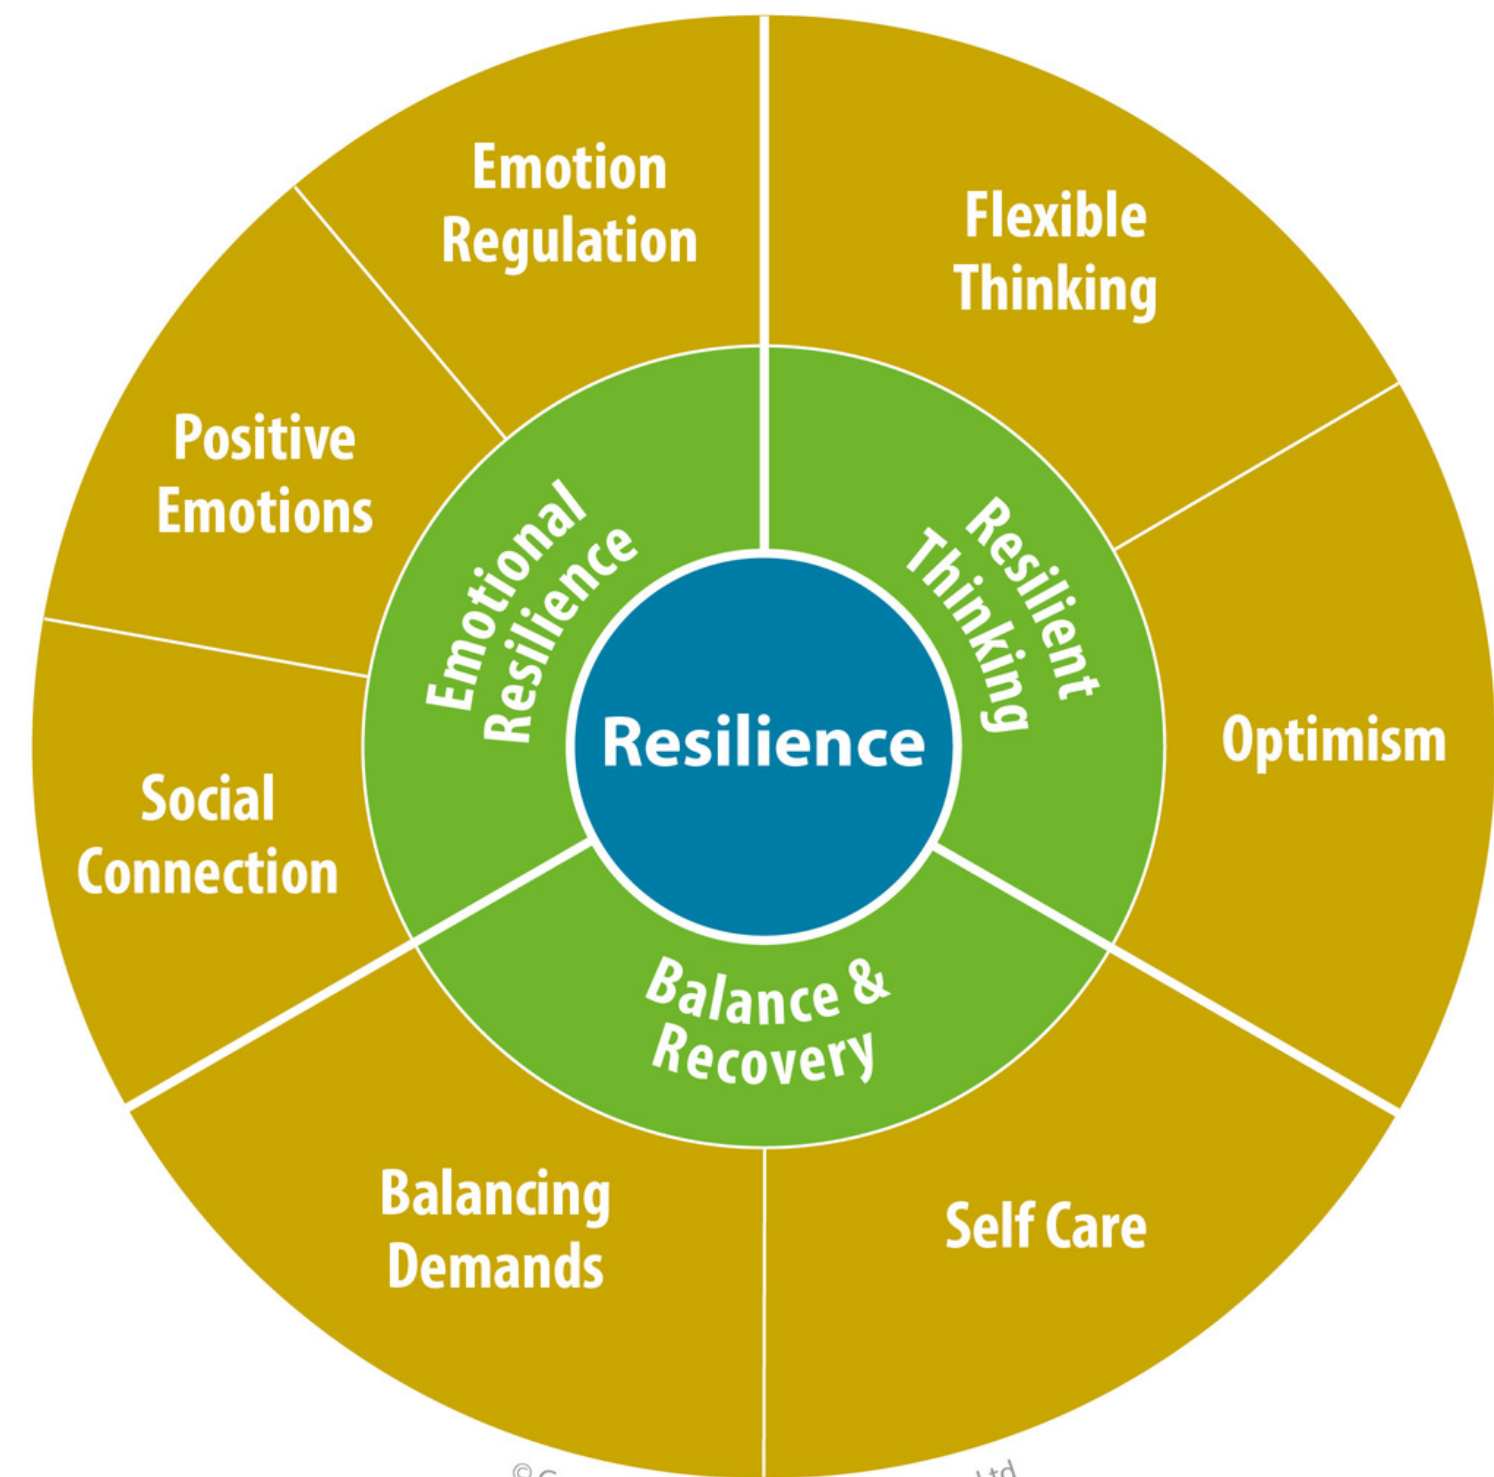 Emotion
Regulation
Flexible
Thinking
Positive
Emotions
Emotional
Resilience
Resilient
Thinking
Resilience
Optimism
Social
Connection
Balance &
Recovery
Balancing
Demands
Self Care
©
Ltd